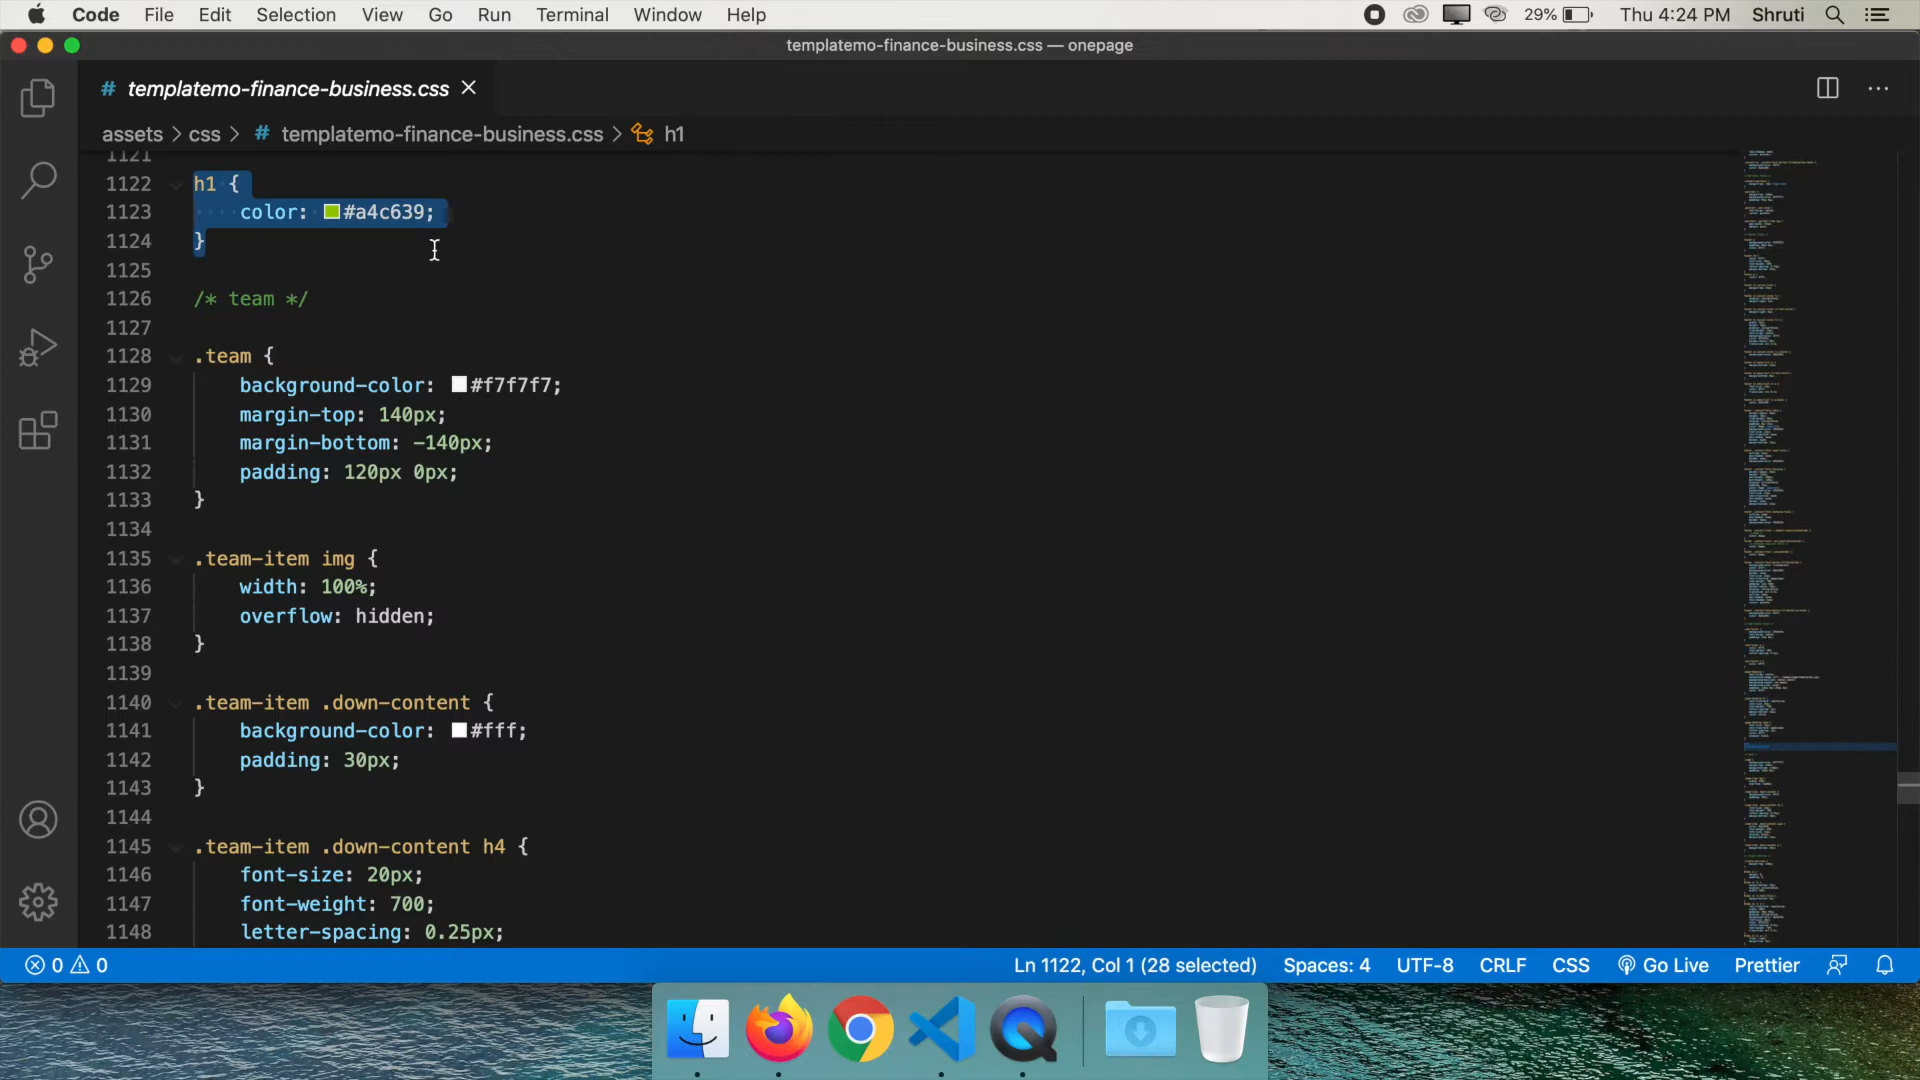 Code File Edit Selection View Go Run Terminal Window Help 29% Thu 4:24 PM Shruti
templatemo-finance-business.css — onepage
# templatemo-finance-business.css
assets > css > # templatemo-finance-business.css > h1
1121
1122 h1 {
1123 color: #a4c639;
1124 }
1125
1126 /* team */
1127
1128 .team {
1129 background-color: #f7f7f7;
1130 margin-top: 140px;
1131 margin-bottom: -140px;
1132 padding: 120px 0px;
1133 }
1134
1135 .team-item img {
1136 width: 100%;
1137 overflow: hidden;
1138 }
1139
1140 .team-item .down-content {
1141 background-color: #fff;
1142 padding: 30px;
1143 }
1144
1145 .team-item .down-content h4 {
1146 font-size: 20px;
1147 font-weight: 700;
1148 letter-spacing: 0.25px;
0 0 Ln 1122, Col 1 (28 selected) Spaces: 4 UTF-8 CRLF CSS Go Live Prettier